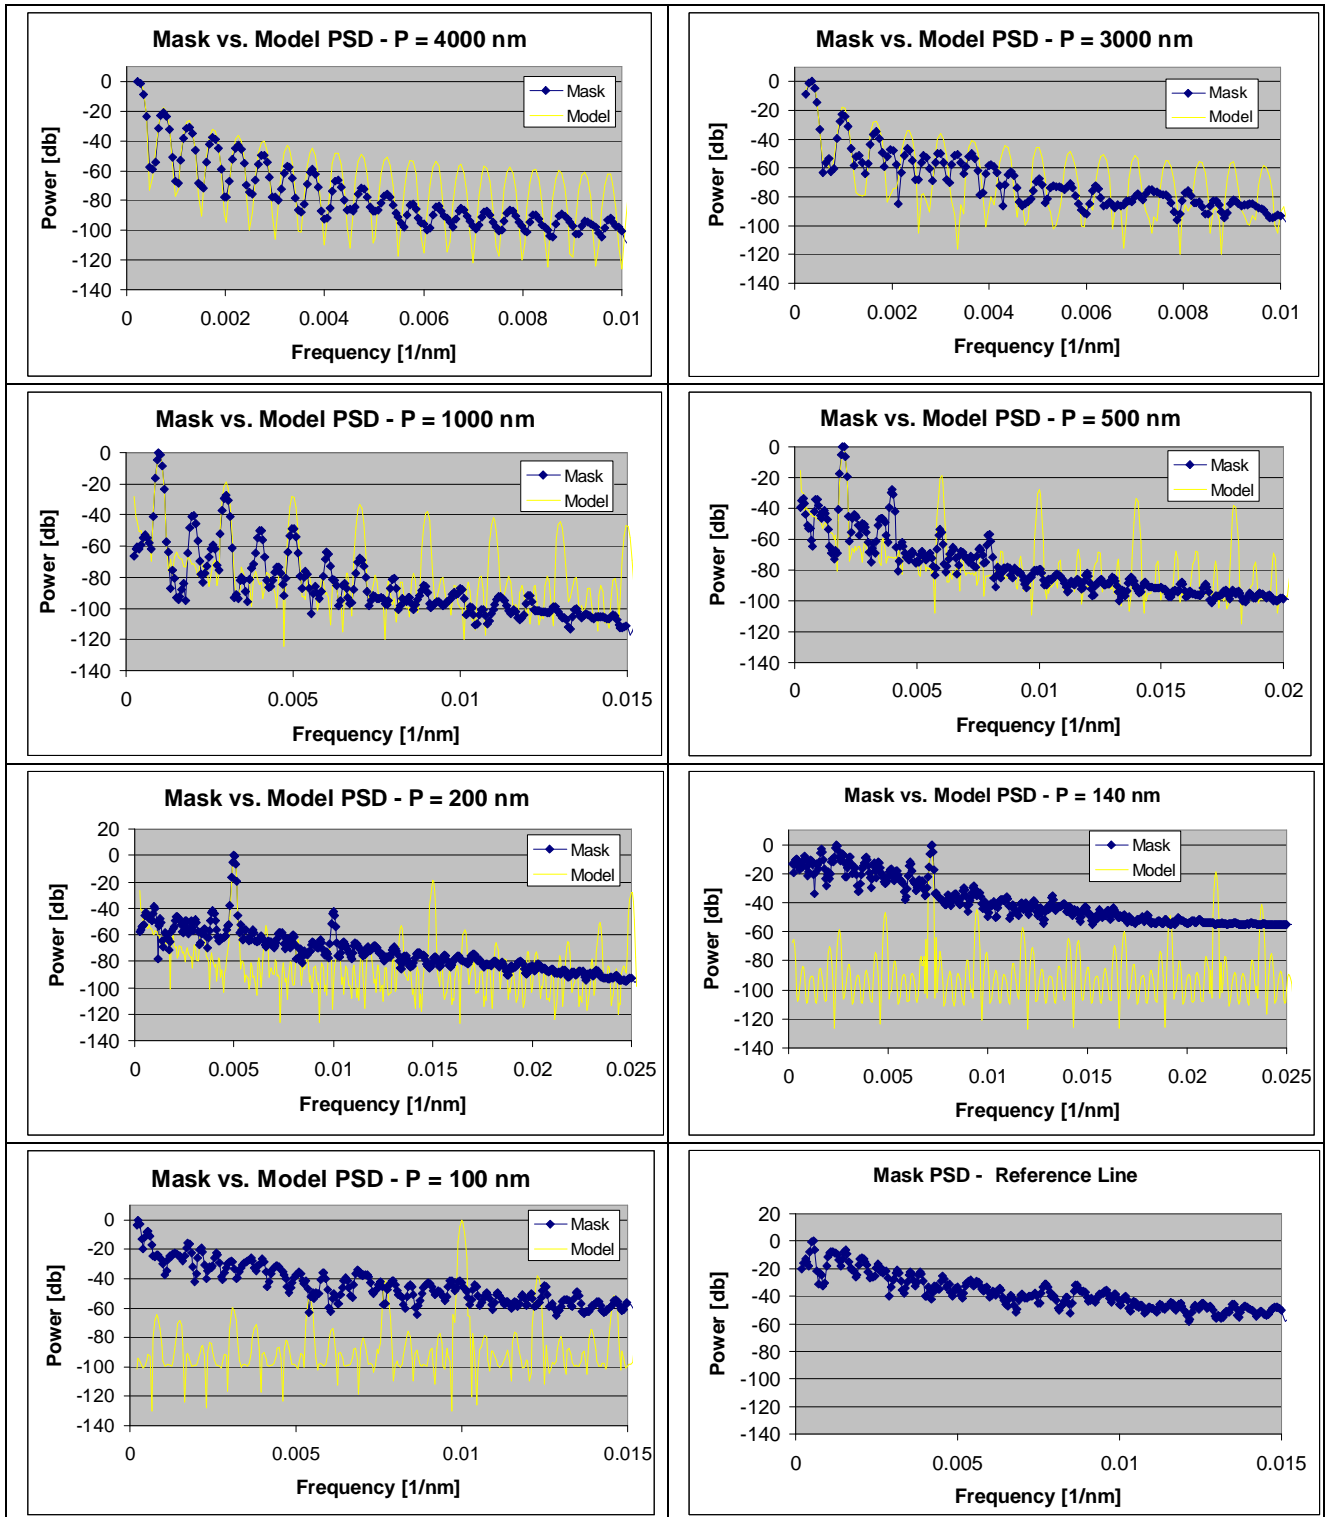 Mask vs. Model PSD - P = 4000 nm
Power [db]
0
-20
-40
-60
-80
-100
-120
-140
Mask
Model
0 0.002 0.004 0.006 0.008 0.01
Frequency [1/nm]
Mask vs. Model PSD - P = 3000 nm
Power [db]
0
-20
-40
-60
-80
-100
-120
-140
Mask
Model
0 0.002 0.004 0.006 0.008 0.01
Frequency [1/nm]
Mask vs. Model PSD - P = 1000 nm
Power [db]
0
-20
-40
-60
-80
-100
-120
-140
Mask
Model
0 0.005 0.01 0.015
Frequency [1/nm]
Mask vs. Model PSD - P = 500 nm
Power [db]
0
-20
-40
-60
-80
-100
-120
-140
Mask
Model
0 0.005 0.01 0.015 0.02
Frequency [1/nm]
Mask vs. Model PSD - P = 200 nm
Power [db]
20
0
-20
-40
-60
-80
-100
-120
-140
Mask
Model
0 0.005 0.01 0.015 0.02 0.025
Frequency [1/nm]
Mask vs. Model PSD - P = 140 nm
Power [db]
0
-20
-40
-60
-80
-100
-120
-140
Mask
Model
0 0.005 0.01 0.015 0.02 0.025
Frequency [1/nm]
Mask vs. Model PSD - P = 100 nm
Power [db]
0
-20
-40
-60
-80
-100
-120
-140
Mask
Model
0 0.005 0.01 0.015
Frequency [1/nm]
Mask PSD - Reference Line
Power [db]
20
0
-20
-40
-60
-80
-100
-120
-140
0 0.005 0.01 0.015
Frequency [1/nm]